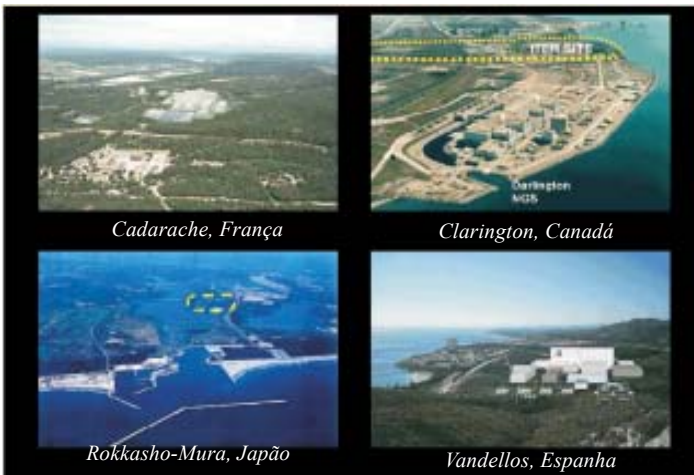 ITER SITE
Darlington
NGS
Cadarache, França
Clarington, Canadá
Rokkasho-Mura, Japão
Vandellos, Espanha